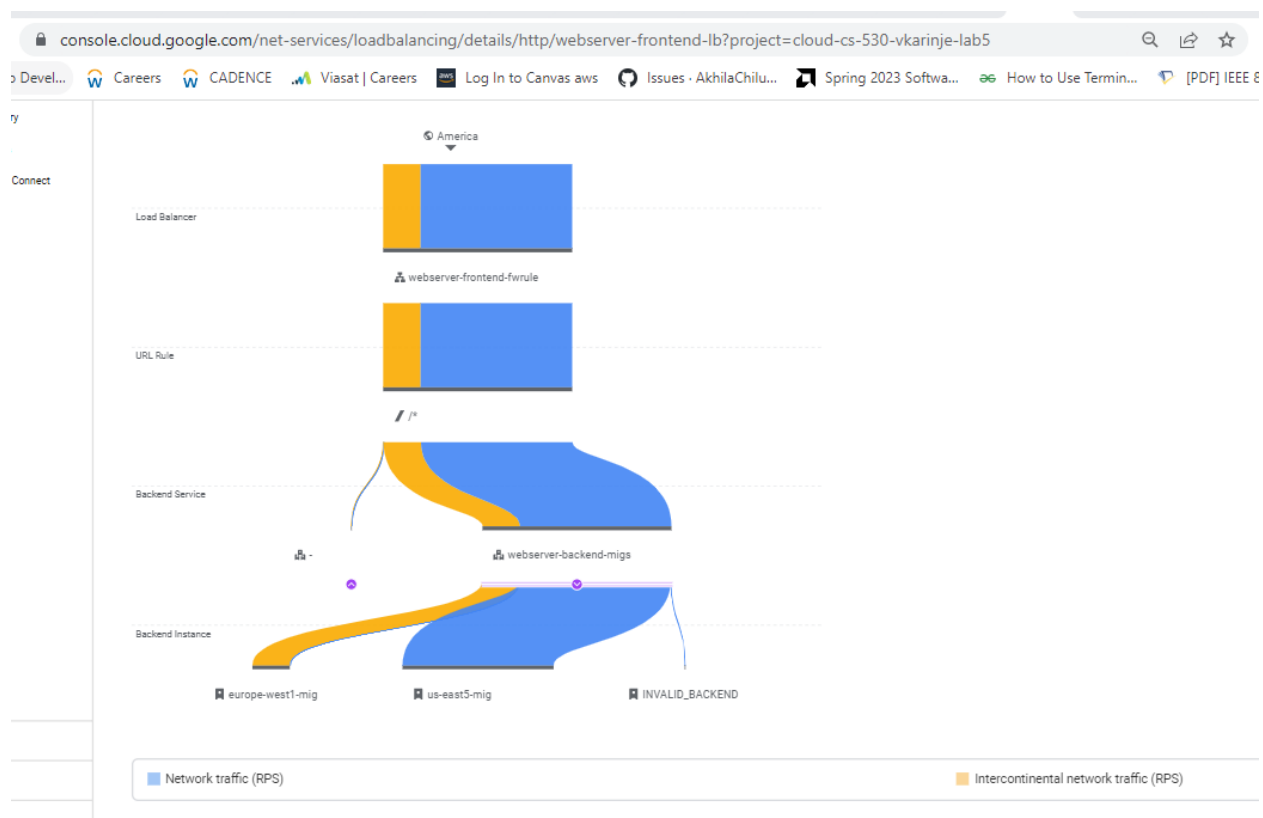 console.cloud.google.com/net-services/loadbalancing/details/http/webserver-frontend-lb?project=cloud-cs-530-vkarinje-lab5
Devel... Careers CADENCE Viasat | Careers aws Log In to Canvas aws Issues · AkhilaChilu... Spring 2023 Softwa... How to Use Termin... [PDF] IEEE 8
ry
Connect
America
Load Balancer
webserver-frontend-fwrule
URL Rule
/*
Backend Service
-
webserver-backend-migs
Backend Instance
europe-west1-mig
us-east5-mig
INVALID_BACKEND
Network traffic (RPS)
Intercontinental network traffic (RPS)